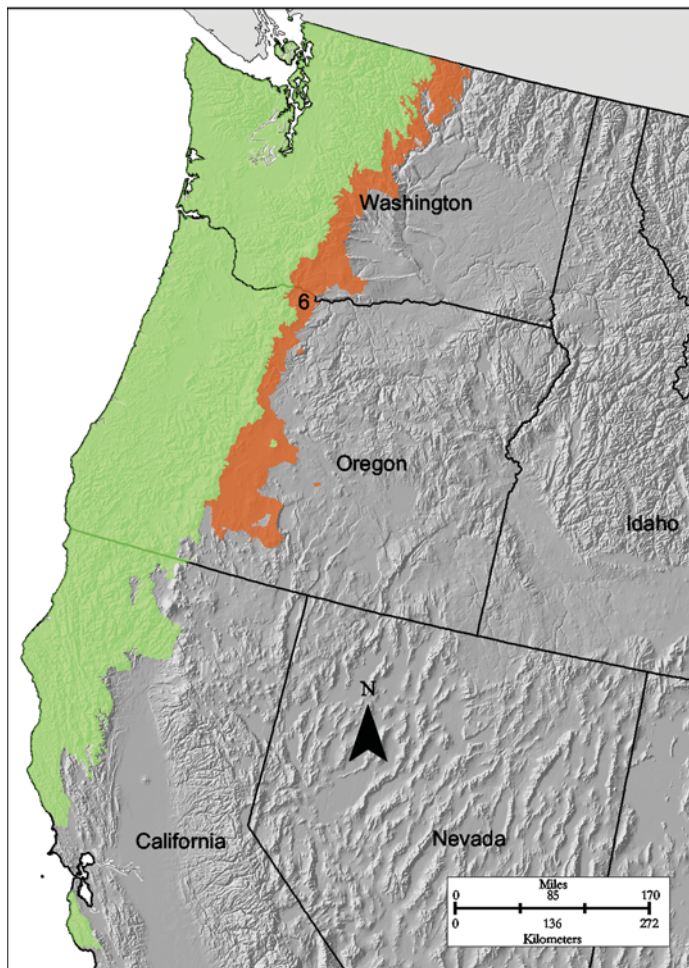 Washington
6
Oregon
Idaho
N
California
Nevada
Miles
0 85 170
0 136 272
Kilometers